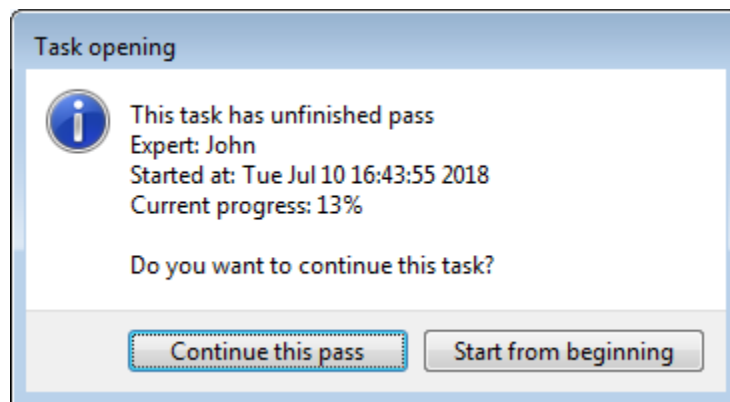 Task opening
This task has unfinished pass
Expert: John
Started at: Tue Jul 10 16:43:55 2018
Current progress: 13%
Do you want to continue this task?
Continue this pass
Start from beginning